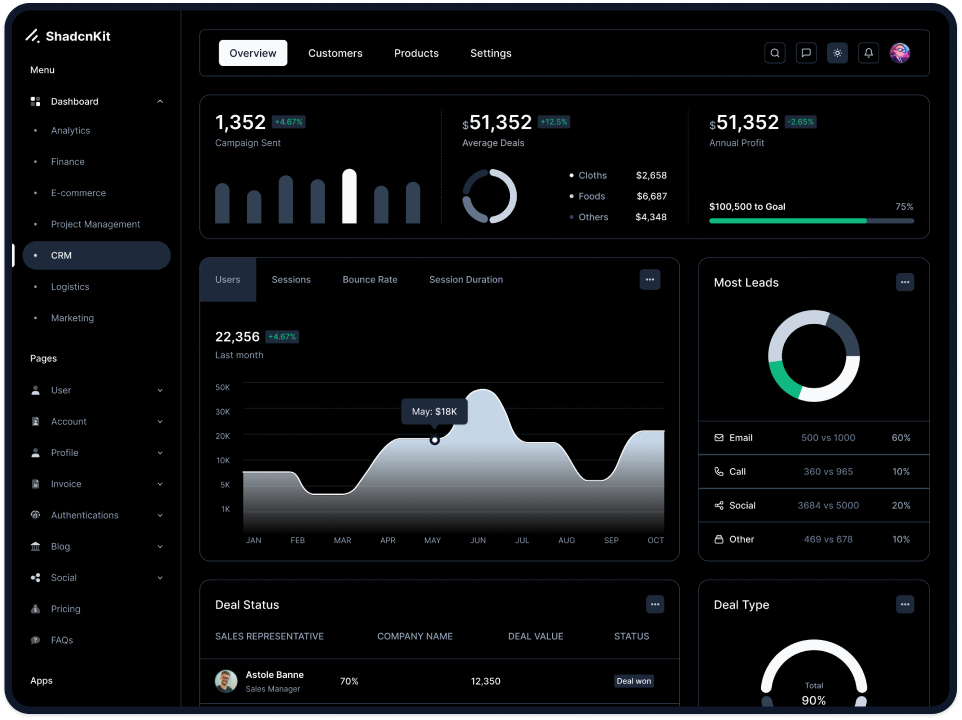 ShadcnKit
Menu
Dashboard
Analytics
Finance
E-commerce
Project Management
CRM
Logistics
Marketing
Pages
User
Account
Profile
Invoice
Authentications
Blog
Social
Pricing
FAQs
Apps
Overview Customers Products Settings
1,352 +4.67%
Campaign Sent
$51,352 +12.5%
Average Deals
Cloths $2,658
Foods $6,687
Others $4,348
$51,352 -2.65%
Annual Profit
$100,500 to Goal 75%
Users Sessions Bounce Rate Session Duration
22,356 +4.67%
Last month
50K
30K
20K
10K
5K
1K
May: $18K
JAN FEB MAR APR MAY JUN JUL AUG SEP OCT
Most Leads
Email 500 vs 1000 60%
Call 360 vs 965 10%
Social 3684 vs 5000 20%
Other 469 vs 678 10%
Deal Status
SALES REPRESENTATIVE COMPANY NAME DEAL VALUE STATUS
Astole Banne
Sales Manager
70% 12,350 Deal won
Deal Type
Total
90%